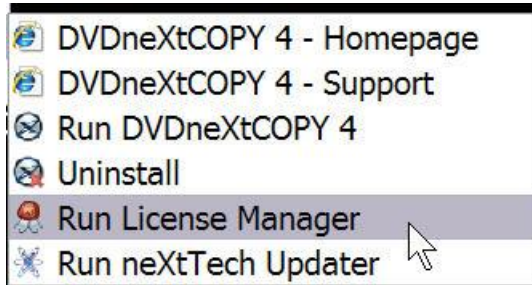 DVDneXtCOPY 4 - Homepage
DVDneXtCOPY 4 - Support
Run DVDneXtCOPY 4
Uninstall
Run License Manager
Run neXtTech Updater